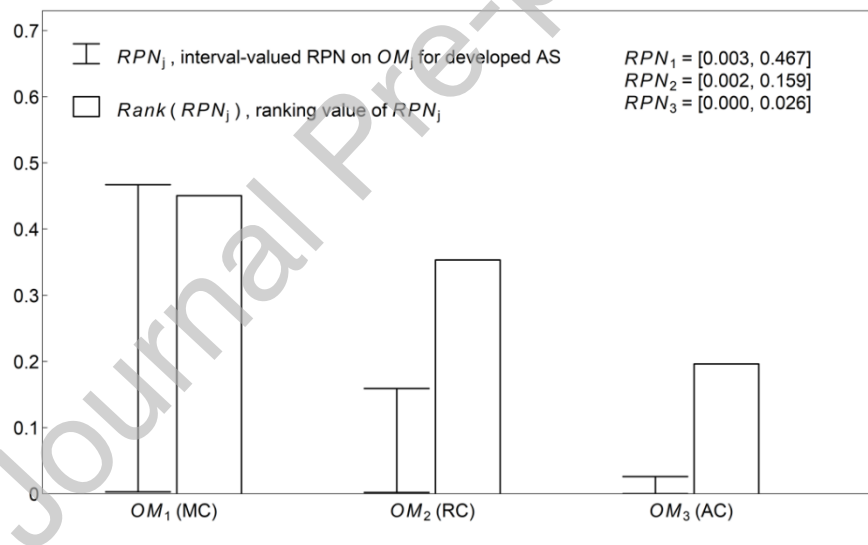 0.7
RPNj , interval-valued RPN on OMj for developed AS
RPN1 = [0.003, 0.467]
RPN2 = [0.002, 0.159]
RPN3 = [0.000, 0.026]
0.6
Rank ( RPNj ) , ranking value of RPNj
0.5
0.4
0.3
0.2
0.1
0
OM1 (MC) OM2 (RC) OM3 (AC)
Journal Pre-p